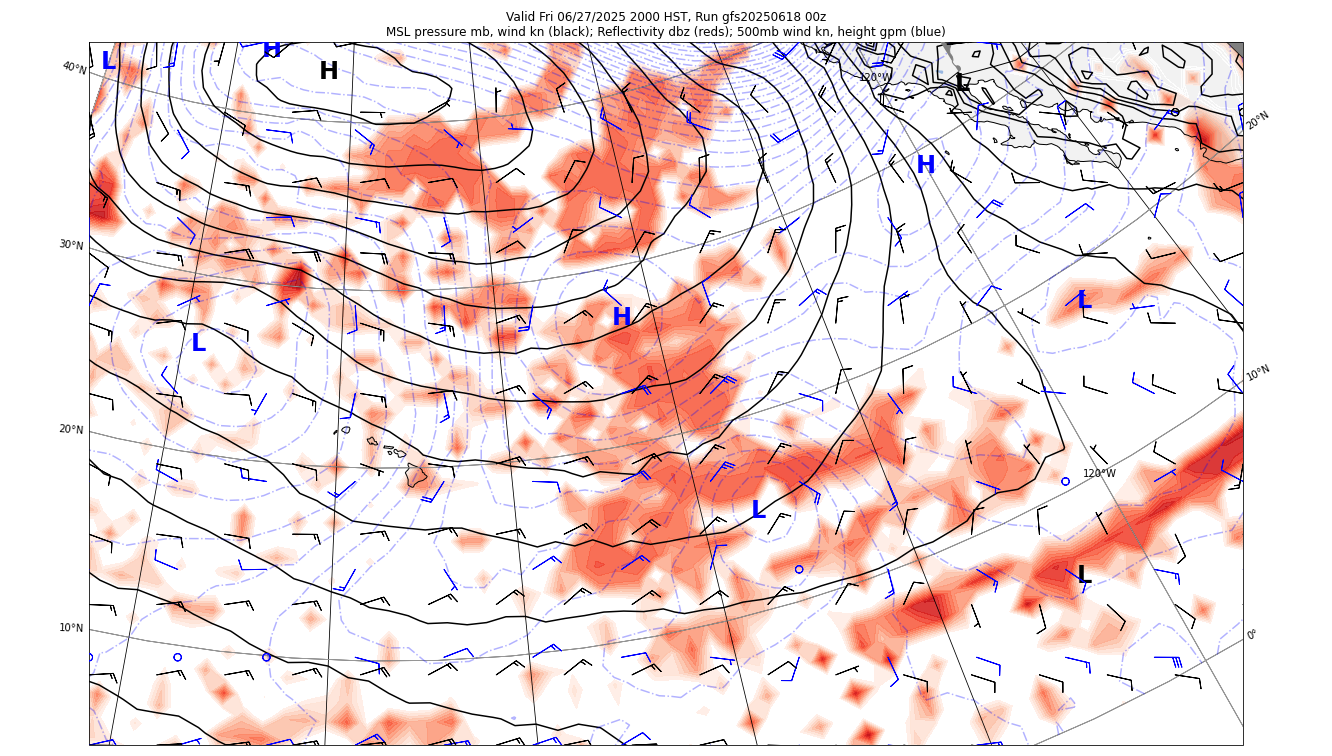 Valid Fri 06/27/2025 2000 HST, Run gfs20250618 00z
MSL pressure mb, wind kn (black); Reflectivity dbz (reds); 500mb wind kn, height gpm (blue)
H
L
40°N
H
120°W
L
20°N
H
30°N
L
H
L
10°N
20°N
120°W
L
L
10°N
0°